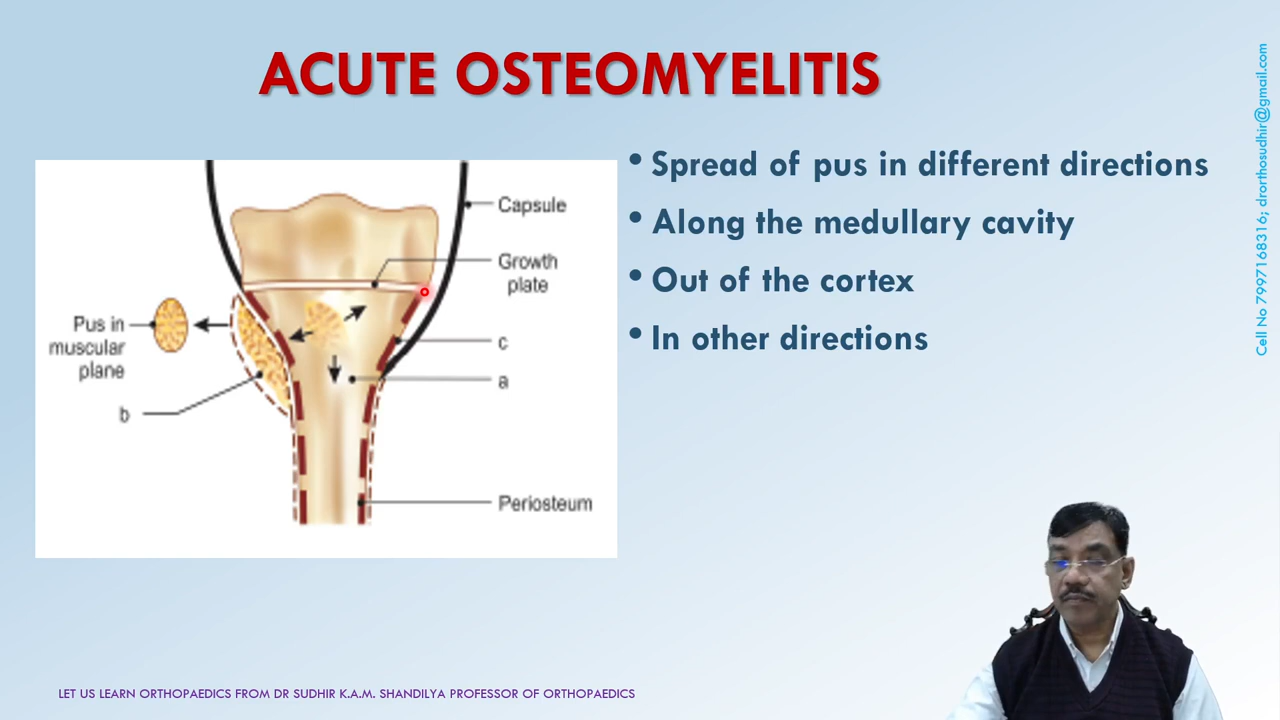 ACUTE OSTEOMYELITIS
Capsule
Growth
plate
Pus in
muscular
plane
c
a
b
Periosteum
• Spread of pus in different directions
• Along the medullary cavity
• Out of the cortex
• In other directions
Cell No 7997168316; drorthosudhir@gmail.com
LET US LEARN ORTHOPAEDICS FROM DR SUDHIR K.A.M. SHANDILYA PROFESSOR OF ORTHOPAEDICS